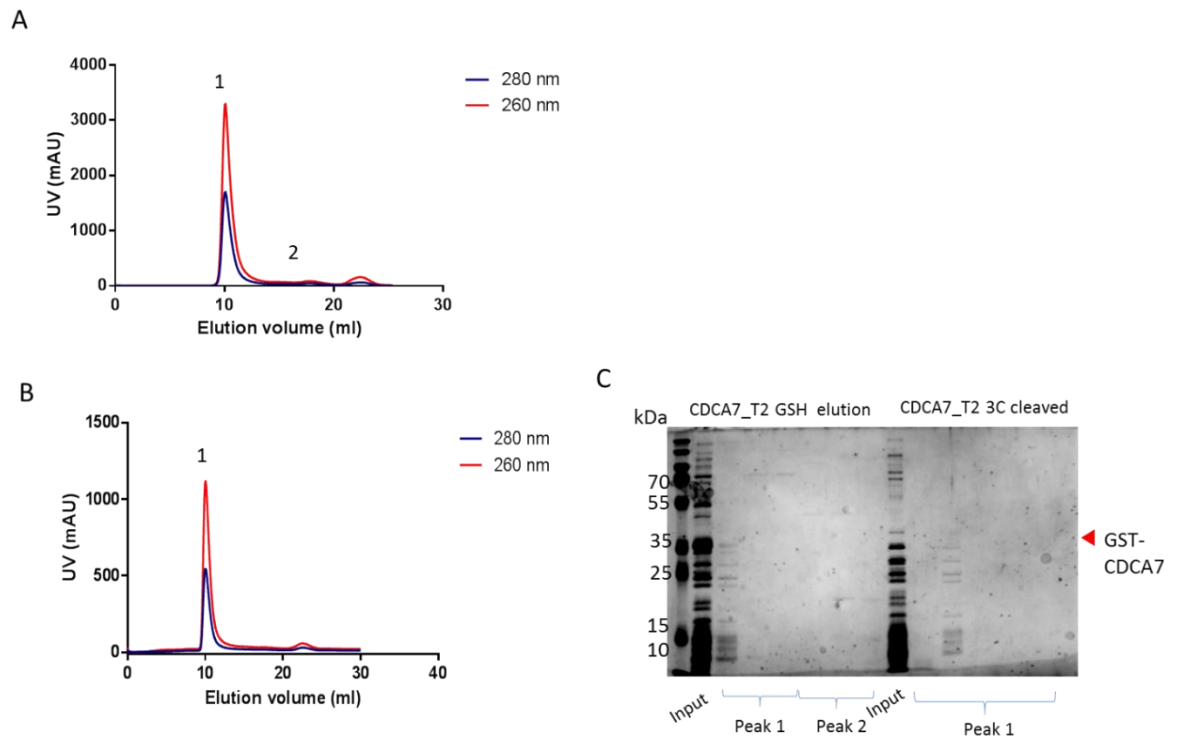 A
4000
3000
2000
1000
0
UV (mAU)
1
2
280 nm
260 nm
0 10 20 30
Elution volume (ml)
B
1500
1000
500
0
UV (mAU)
1
280 nm
260 nm
0 10 20 30 40
Elution volume (ml)
C
kDa
CDCA7_T2 GSH elution
CDCA7_T2 3C cleaved
70
55
35
25
15
10
GST-
CDCA7
Input
Peak 1
Peak 2
Input
Peak 1